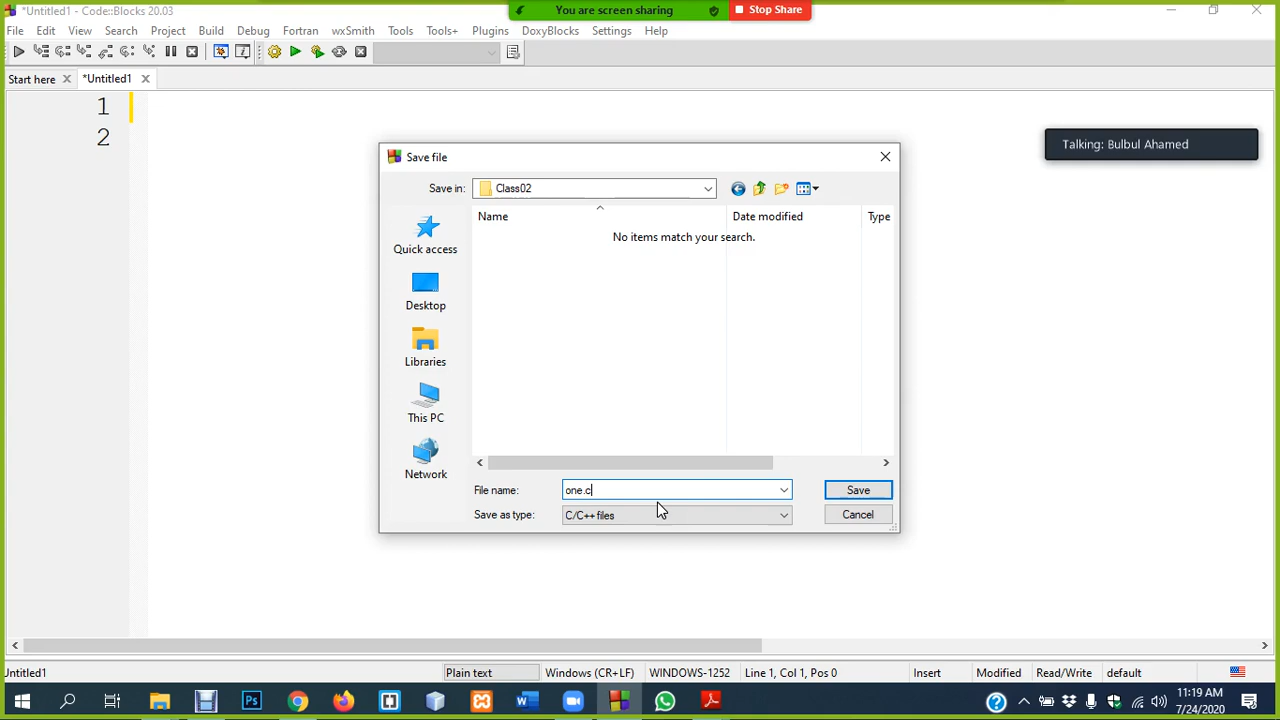 *Untitled1 - Code::Blocks 20.03
You are screen sharing
Stop Share
File Edit View Search Project Build Debug Fortran wxSmith Tools Tools+ Plugins DoxyBlocks Settings Help
Start here
*Untitled1
1
2
Talking: Bulbul Ahamed
Save file
Save in: Class02
Name Date modified Type
No items match your search.
Quick access
Desktop
Libraries
This PC
Network
File name: one.c Save
Save as type: C/C++ files Cancel
Untitled1 Plain text Windows (CR+LF) WINDOWS-1252 Line 1, Col 1, Pos 0 Insert Modified Read/Write default
11:19 AM
7/24/2020